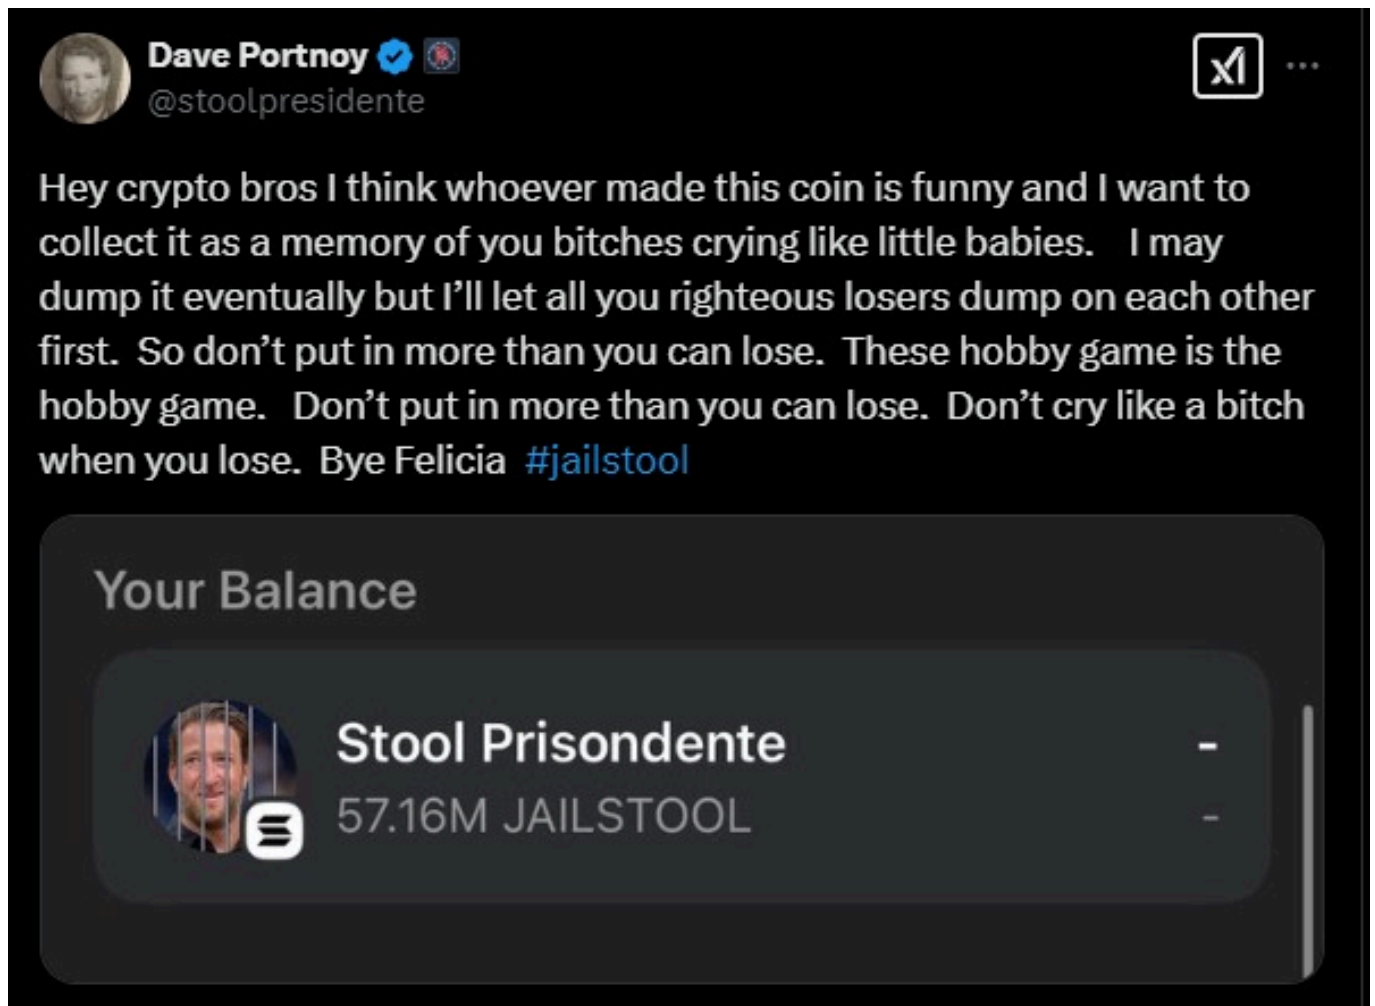 Dave Portnoy
@stoolpresidente
Hey crypto bros I think whoever made this coin is funny and I want to
collect it as a memory of you bitches crying like little babies.    I may
dump it eventually but I’ll let all you righteous losers dump on each other
first.  So don’t put in more than you can lose.  These hobby game is the
hobby game.   Don’t put in more than you can lose.  Don’t cry like a bitch
when you lose.  Bye Felicia  #jailstool
Your Balance
Stool Prisondente -
57.16M JAILSTOOL -